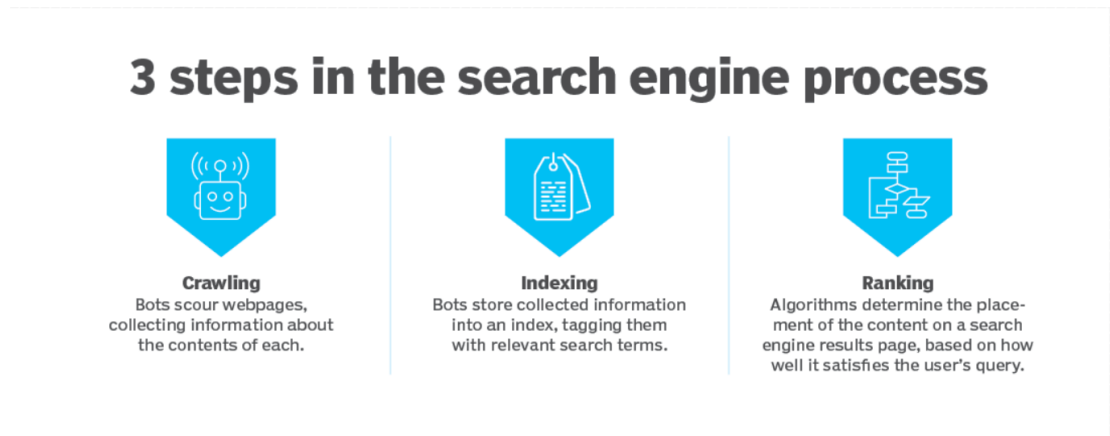 3 steps in the search engine process
Crawling
Bots scour webpages,
collecting information about
the contents of each.
Indexing
Bots store collected information
into an index, tagging them
with relevant search terms.
Ranking
Algorithms determine the place-
ment of the content on a search
engine results page, based on how
well it satisfies the user’s query.